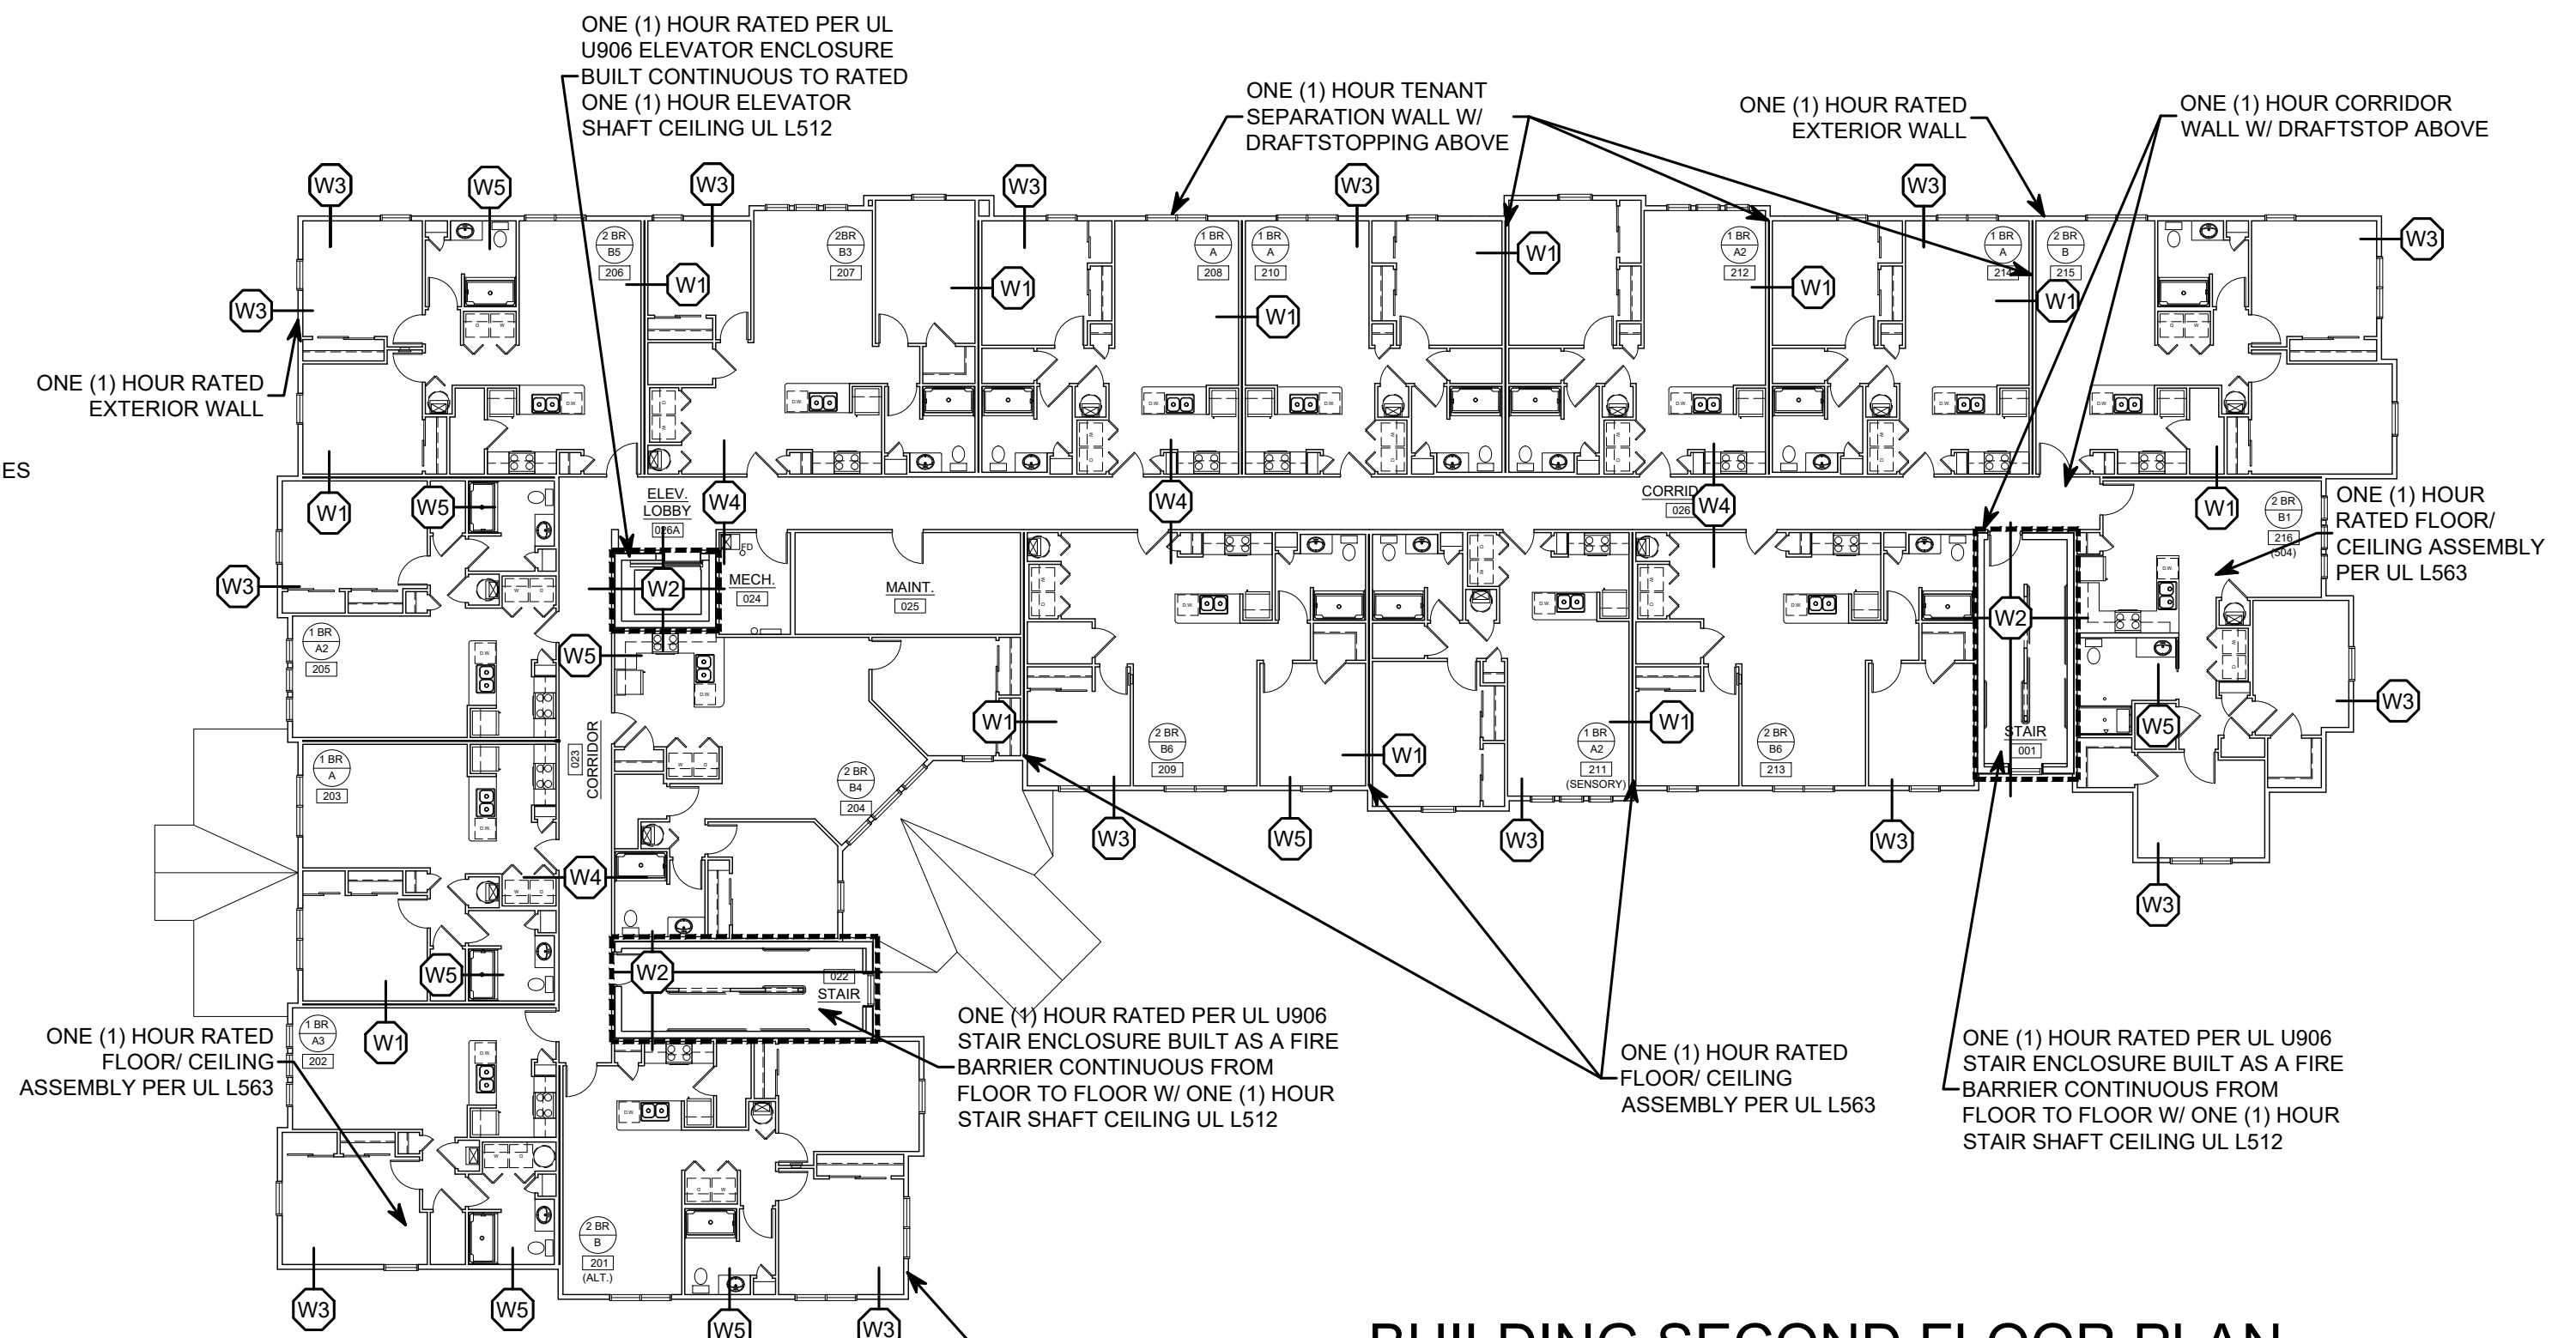 ONE (1) HOUR RATED PER UL
U906 ELEVATOR ENCLOSURE
BUILT CONTINUOUS TO RATED
ONE (1) HOUR ELEVATOR
SHAFT CEILING UL L512
ONE (1) HOUR TENANT
SEPARATION WALL W/
DRAFTSTOPPING ABOVE
ONE (1) HOUR RATED
EXTERIOR WALL
ONE (1) HOUR CORRIDOR
WALL W/ DRAFTSTOP ABOVE
W3
W5
W3
W3
W3
W3
W3
W3
2 BR
B5
206
W1
2BR
B3
207
W1
1 BR
A
208
1 BR
A
210
W1
W1
1 BR
A2
212
W1
1 BR
A
214
2 BR
B
215
W1
ONE (1) HOUR RATED
EXTERIOR WALL
ES
W1
W5
ELEV.
LOBBY
026A
W4
W4
CORRID
026
W4
W1
2 BR
B1
216
(504)
ONE (1) HOUR
RATED FLOOR/
CEILING ASSEMBLY
PER UL L563
W3
W2
FD
MECH.
024
MAINT.
025
W2
1 BR
A2
205
W5
W1
2 BR
B6
209
W1
1 BR
A2
211
(SENSORY)
W1
2 BR
B6
213
STAIR
001
W5
W3
1 BR
A
203
023
CORRIDOR
2 BR
B4
204
W3
W5
W3
W3
W3
W4
W5
W2
022
STAIR
1 BR
A3
202
W1
ONE (1) HOUR RATED
FLOOR/ CEILING
ASSEMBLY PER UL L563
ONE (1) HOUR RATED PER UL U906
STAIR ENCLOSURE BUILT AS A FIRE
BARRIER CONTINUOUS FROM
FLOOR TO FLOOR W/ ONE (1) HOUR
STAIR SHAFT CEILING UL L512
ONE (1) HOUR RATED
FLOOR/ CEILING
ASSEMBLY PER UL L563
ONE (1) HOUR RATED PER UL U906
STAIR ENCLOSURE BUILT AS A FIRE
BARRIER CONTINUOUS FROM
FLOOR TO FLOOR W/ ONE (1) HOUR
STAIR SHAFT CEILING UL L512
2 BR
B
201
(ALT.)
W3
W5
W5
W3
BUILDING SECOND FLOOR PLAN